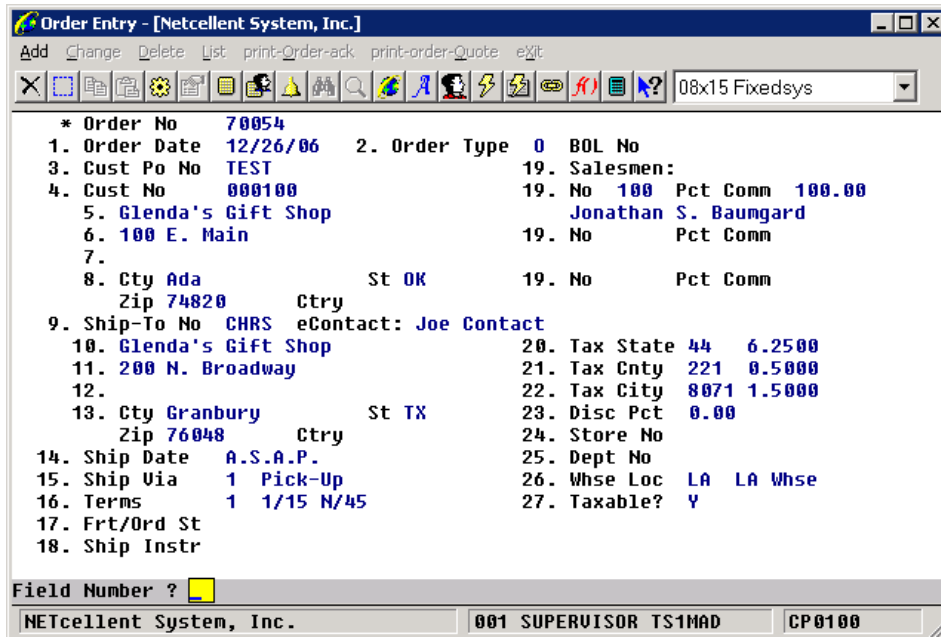 Order Entry - [Netcellent System, Inc.]
Add Change Delete List print-Order-ack print-order-Quote eXit
08x15 Fixedsys
* Order No 70054
1. Order Date 12/26/06 2. Order Type O BOL No
3. Cust Po No TEST 19. Salesmen:
4. Cust No 000100 19. No 100 Pct Comm 100.00
5. Glenda's Gift Shop Jonathan S. Baumgard
6. 100 E. Main 19. No Pct Comm
7.
8. Cty Ada St OK 19. No Pct Comm
Zip 74820 Ctry
9. Ship-To No CHRS eContact: Joe Contact
10. Glenda's Gift Shop 20. Tax State 44 6.2500
11. 200 N. Broadway 21. Tax Cnty 221 0.5000
12. 22. Tax City 8071 1.5000
13. Cty Granbury St TX 23. Disc Pct 0.00
Zip 76048 Ctry 24. Store No
14. Ship Date A.S.A.P. 25. Dept No
15. Ship Via 1 Pick-Up 26. Whse Loc LA LA Whse
16. Terms 1 1/15 N/45 27. Taxable? Y
17. Frt/Ord St
18. Ship Instr
Field Number ?
NETcellent System, Inc. 001 SUPERVISOR TS1MAD CP0100